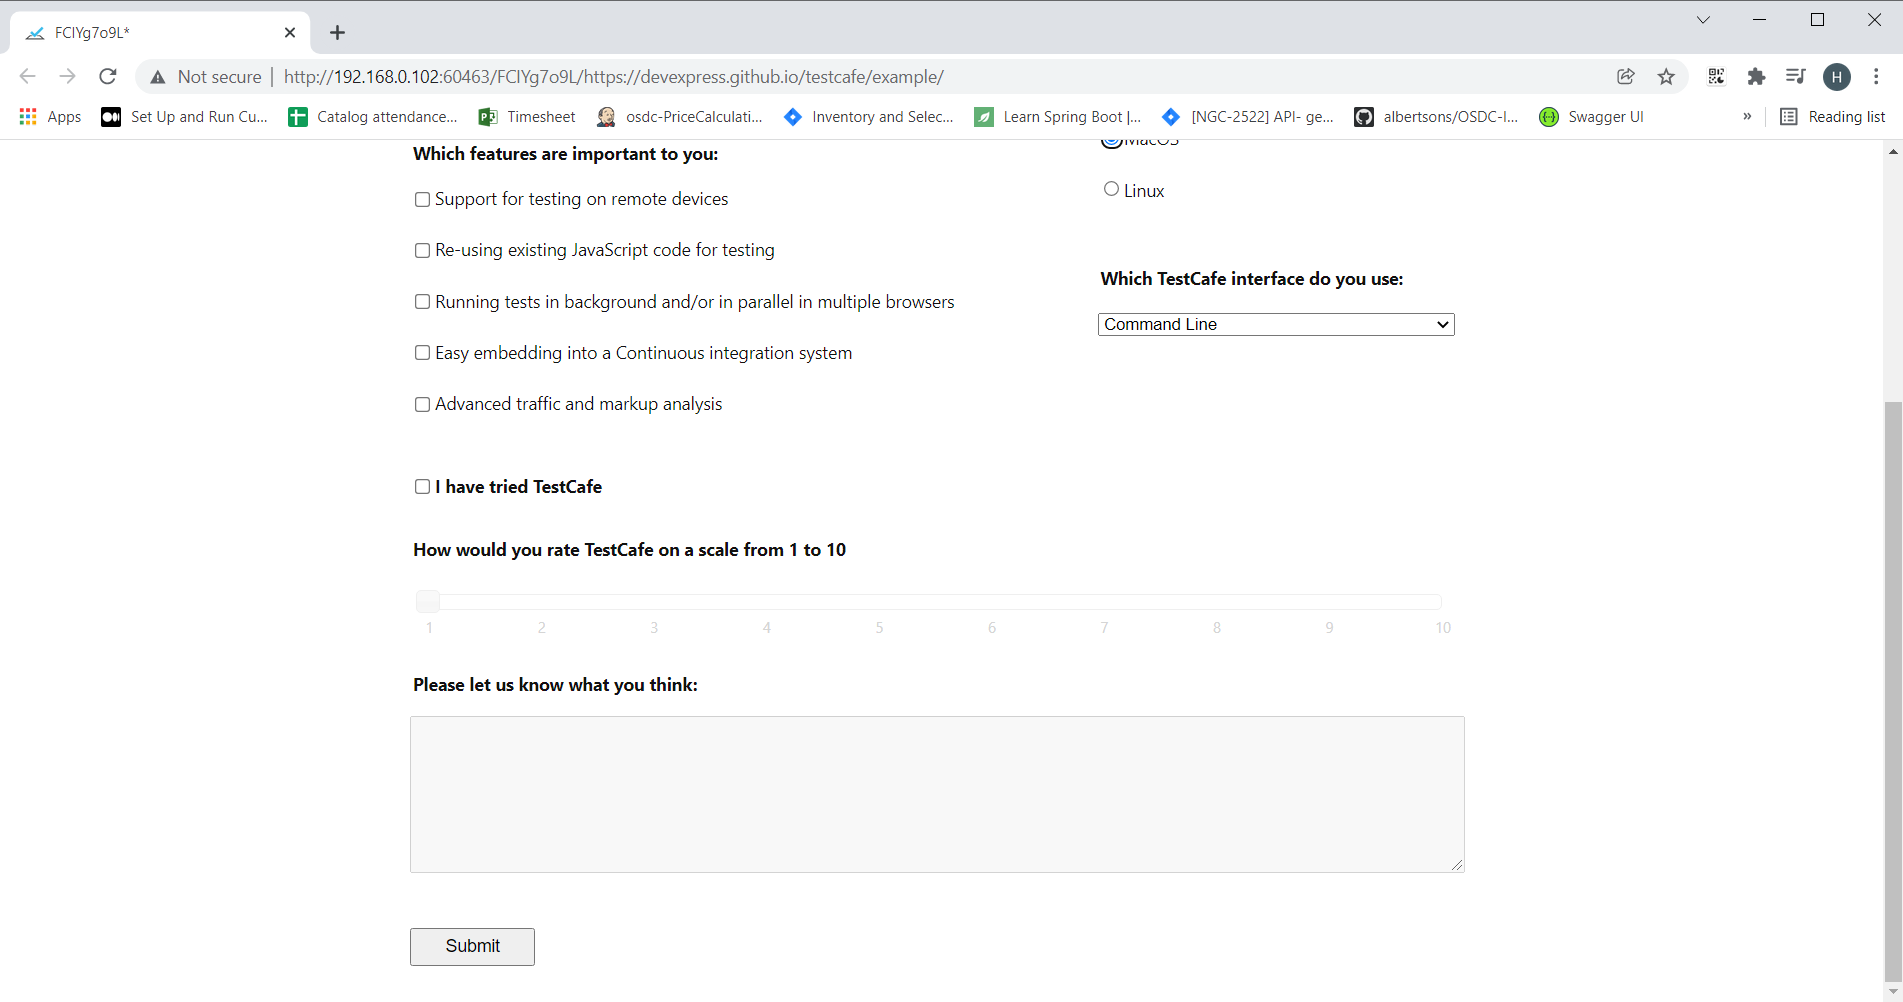 FCIYg7o9L*
Not secure | http://192.168.0.102:60463/FCIYg7o9L/https://devexpress.github.io/testcafe/example/
H
Apps Set Up and Run Cu... Catalog attendance... Timesheet osdc-PriceCalculati... Inventory and Selec... Learn Spring Boot |... [NGC-2522] API- ge... albertsons/OSDC-I... Swagger UI » Reading list
Which features are important to you:
Support for testing on remote devices
Re-using existing JavaScript code for testing
Running tests in background and/or in parallel in multiple browsers
Easy embedding into a Continuous integration system
Advanced traffic and markup analysis
MacOS
Linux
Which TestCafe interface do you use:
Command Line
I have tried TestCafe
How would you rate TestCafe on a scale from 1 to 10
1 2 3 4 5 6 7 8 9 10
Please let us know what you think:
Submit